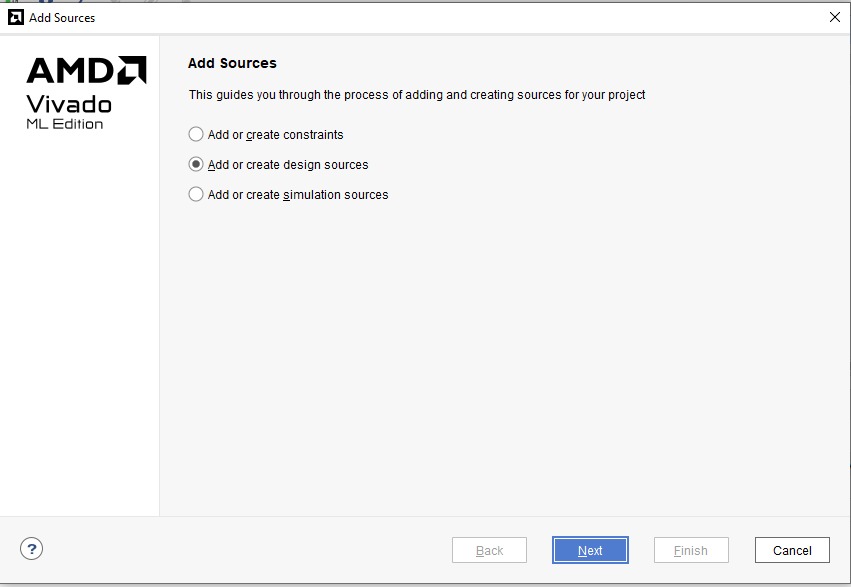 Add Sources
AMD
Vivado
ML Edition
Add Sources
This guides you through the process of adding and creating sources for your project
Add or create constraints
Add or create design sources
Add or create simulation sources
?
Back
Next
Finish
Cancel